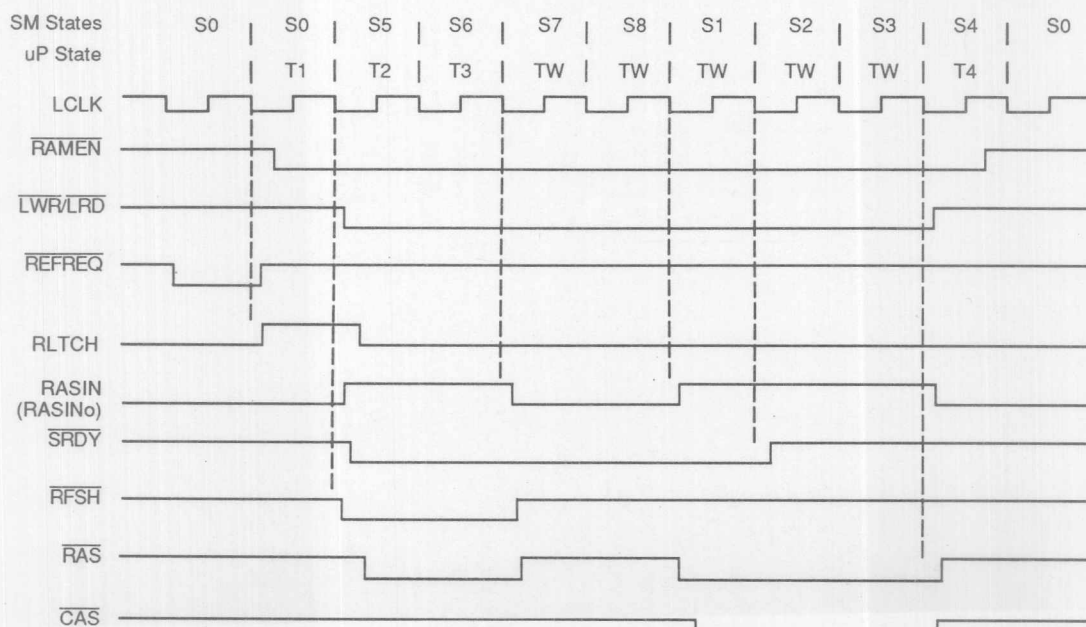 SM States S0 S0 S5 S6 S7 S8 S1 S2 S3 S4 S0
uP State T1 T2 T3 TW TW TW TW TW T4
LCLK
RAMEN
LWR/LRD
REFREQ
RLTCH
RASIN
(RASINo)
SRDY
RFSH
RAS
CAS